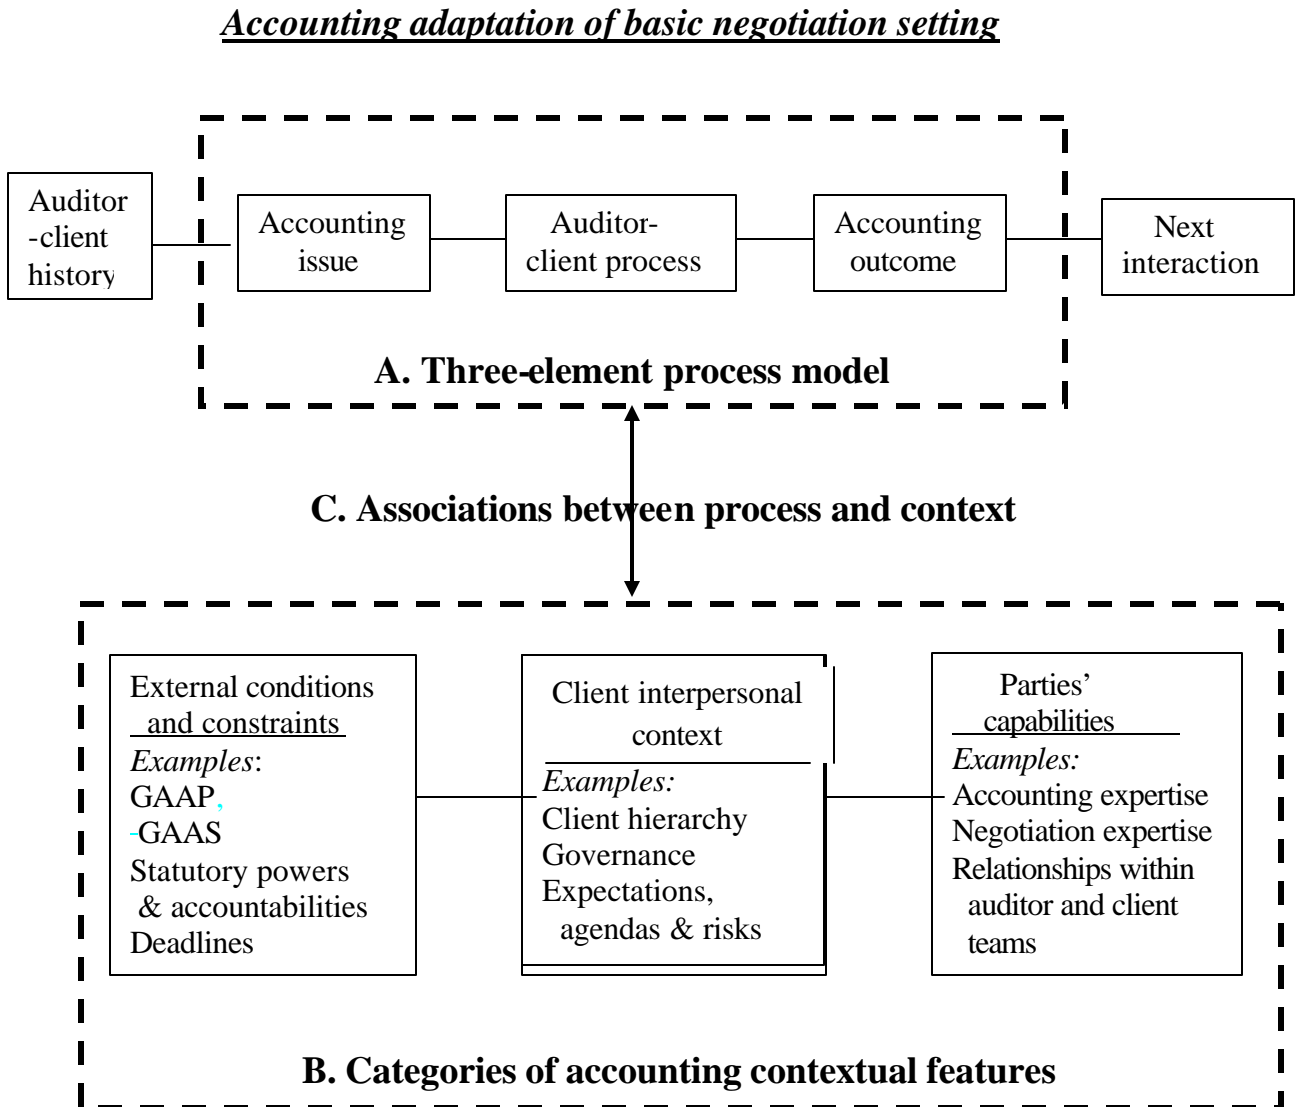 Accounting adaptation of basic negotiation setting
Auditor
-client
history
Accounting
issue
Auditor-
client process
Accounting
outcome
Next
interaction
A. Three-element process model
C. Associations between process and context
External conditions
and constraints
Examples:
GAAP,
-GAAS
Statutory powers
& accountabilities
Deadlines
Client interpersonal
context
Examples:
Client hierarchy
Governance
Expectations,
agendas & risks
Parties’
capabilities
Examples:
Accounting expertise
Negotiation expertise
Relationships within
auditor and client
teams
B. Categories of accounting contextual features